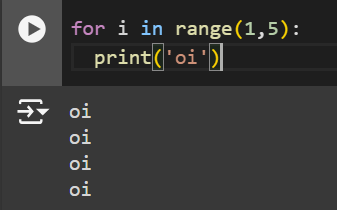 for i in range(1,5):
  print('oi')
oi
oi
oi
oi